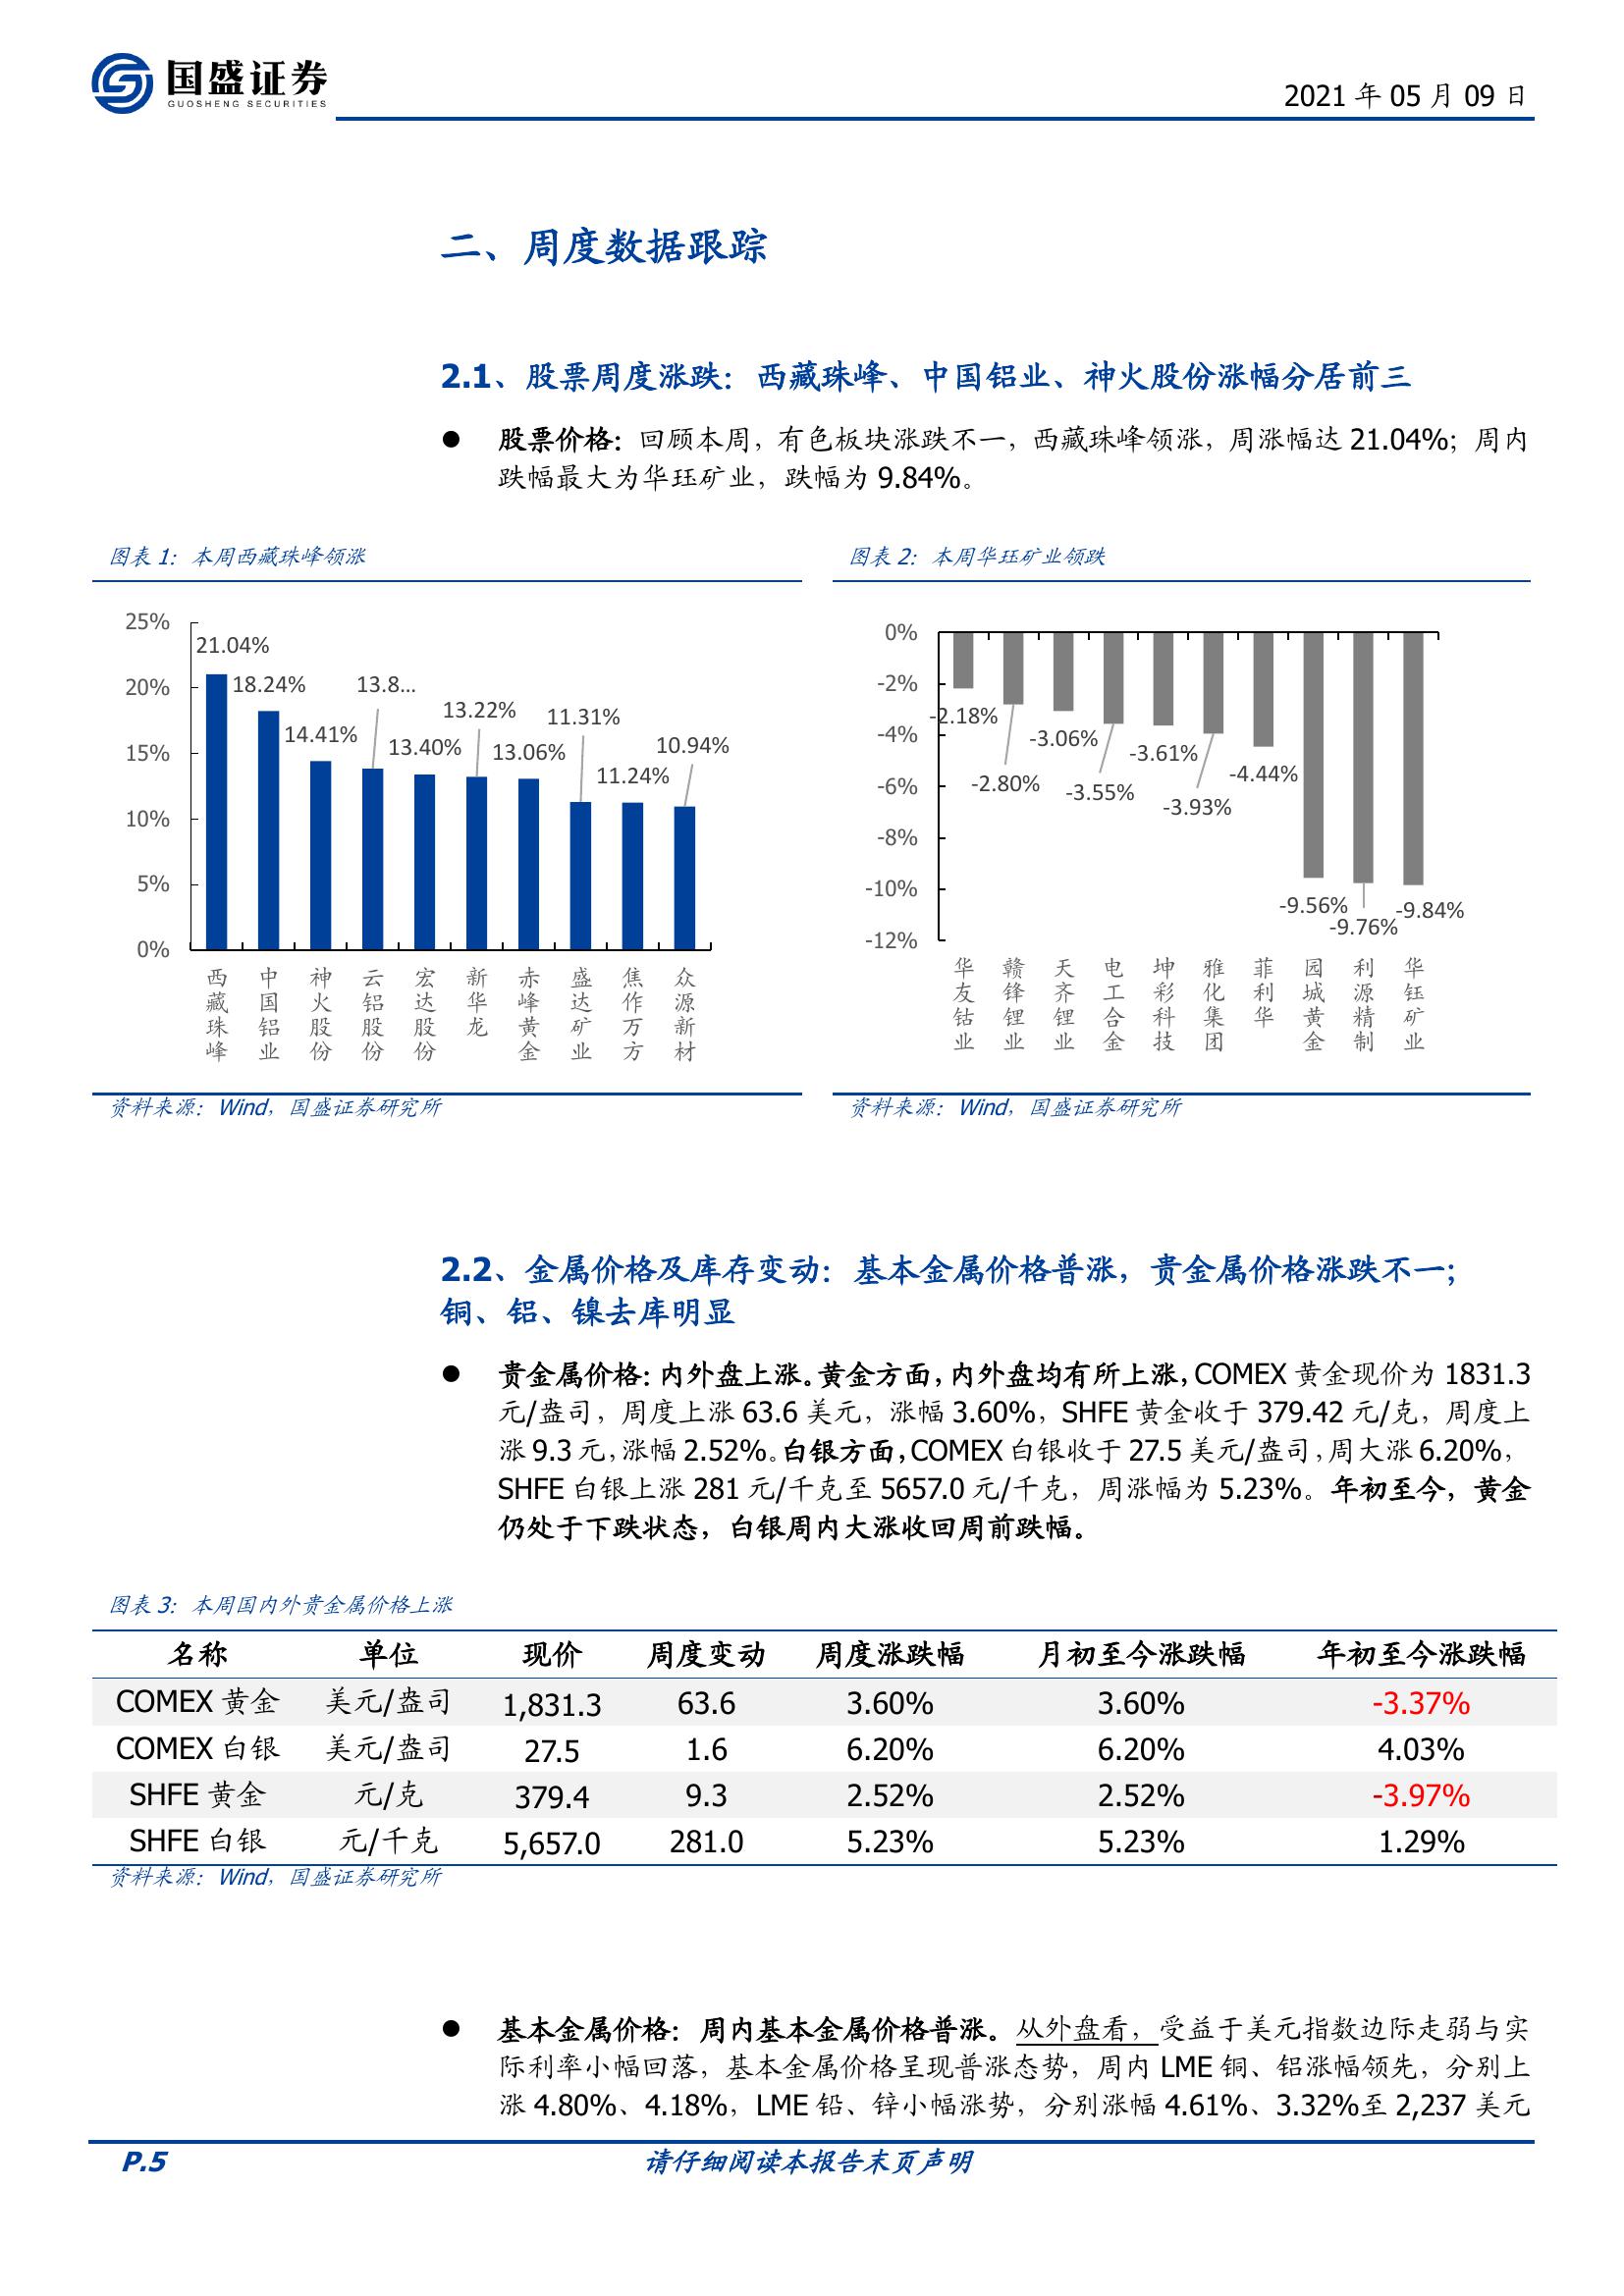 国盛证券
GUOSHENG SECURITIES
2021 年 05 月 09 日
二、周度数据跟踪
2.1、股票周度涨跌：西藏珠峰、中国铝业、神火股份涨幅分居前三
● 股票价格：回顾本周，有色板块涨跌不一，西藏珠峰领涨，周涨幅达 21.04%；周内
跌幅最大为华珏矿业，跌幅为 9.84%。
图表 1：本周西藏珠峰领涨
25%
20%
15%
10%
5%
0%
21.04%
18.24%
14.41%
13.8...
13.40%
13.22%
13.06%
11.31%
11.24%
10.94%
西藏珠峰
中国铝业
神火股份
云铝股份
宏达股份
新华龙
赤峰黄金
盛达矿业
焦作万方
众源新材
资料来源：Wind，国盛证券研究所
图表 2：本周华珏矿业领跌
0%
-2%
-4%
-6%
-8%
-10%
-12%
-2.18%
-2.80%
-3.06%
-3.55%
-3.61%
-3.93%
-4.44%
-9.56%
-9.76%
-9.84%
华友钴业
赣锋锂业
天齐锂业
电工合金
坤彩科技
雅化集团
菲利华
园城黄金
利源精制
华钰矿业
资料来源：Wind，国盛证券研究所
2.2、金属价格及库存变动：基本金属价格普涨，贵金属价格涨跌不一；
铜、铝、镍去库明显
● 贵金属价格：内外盘上涨。黄金方面，内外盘均有所上涨，COMEX 黄金现价为 1831.3
元/盎司，周度上涨 63.6 美元，涨幅 3.60%，SHFE 黄金收于 379.42 元/克，周度上
涨 9.3 元，涨幅 2.52%。白银方面，COMEX 白银收于 27.5 美元/盎司，周大涨 6.20%，
SHFE 白银上涨 281 元/千克至 5657.0 元/千克，周涨幅为 5.23%。年初至今，黄金
仍处于下跌状态，白银周内大涨收回周前跌幅。
图表 3：本周国内外贵金属价格上涨
名称 单位 现价 周度变动 周度涨跌幅 月初至今涨跌幅 年初至今涨跌幅
COMEX 黄金 美元/盎司 1,831.3 63.6 3.60% 3.60% -3.37%
COMEX 白银 美元/盎司 27.5 1.6 6.20% 6.20% 4.03%
SHFE 黄金 元/克 379.4 9.3 2.52% 2.52% -3.97%
SHFE 白银 元/千克 5,657.0 281.0 5.23% 5.23% 1.29%
资料来源：Wind，国盛证券研究所
● 基本金属价格：周内基本金属价格普涨。从外盘看，受益于美元指数边际走弱与实
际利率小幅回落，基本金属价格呈现普涨态势，周内 LME 铜、铝涨幅领先，分别上
涨 4.80%、4.18%，LME 铅、锌小幅涨势，分别涨幅 4.61%、3.32%至 2,237 美元
P.5
请仔细阅读本报告末页声明